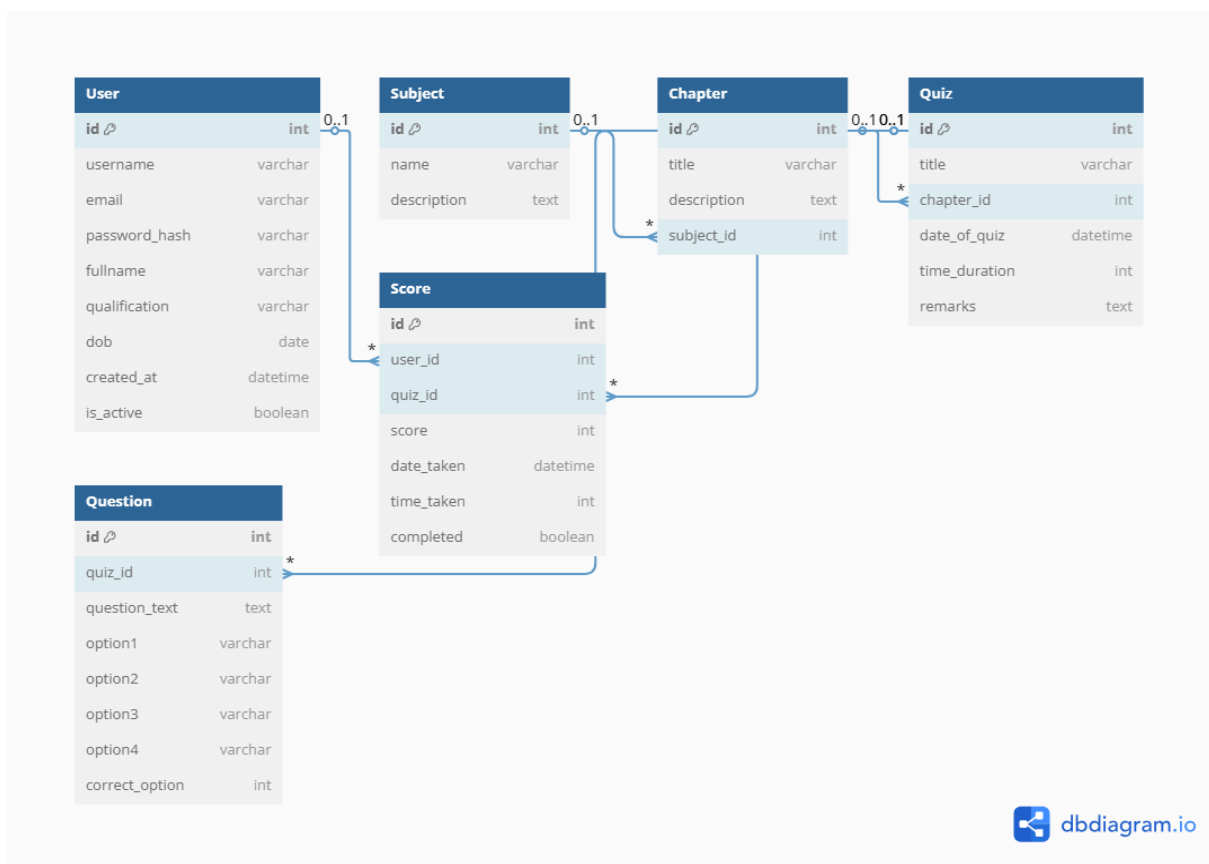 User
id int
username varchar
email varchar
password_hash varchar
fullname varchar
qualification varchar
dob date
created_at datetime
is_active boolean
0..1
*
Subject
id int
name varchar
description text
0..1
*
Chapter
id int
title varchar
description text
subject_id int
0..1
0..1
*
Quiz
id int
title varchar
chapter_id int
date_of_quiz datetime
time_duration int
remarks text
Score
id int
user_id int
quiz_id int
score int
date_taken datetime
time_taken int
completed boolean
*
Question
id int
quiz_id int
question_text text
option1 varchar
option2 varchar
option3 varchar
option4 varchar
correct_option int
*
dbdiagram.io